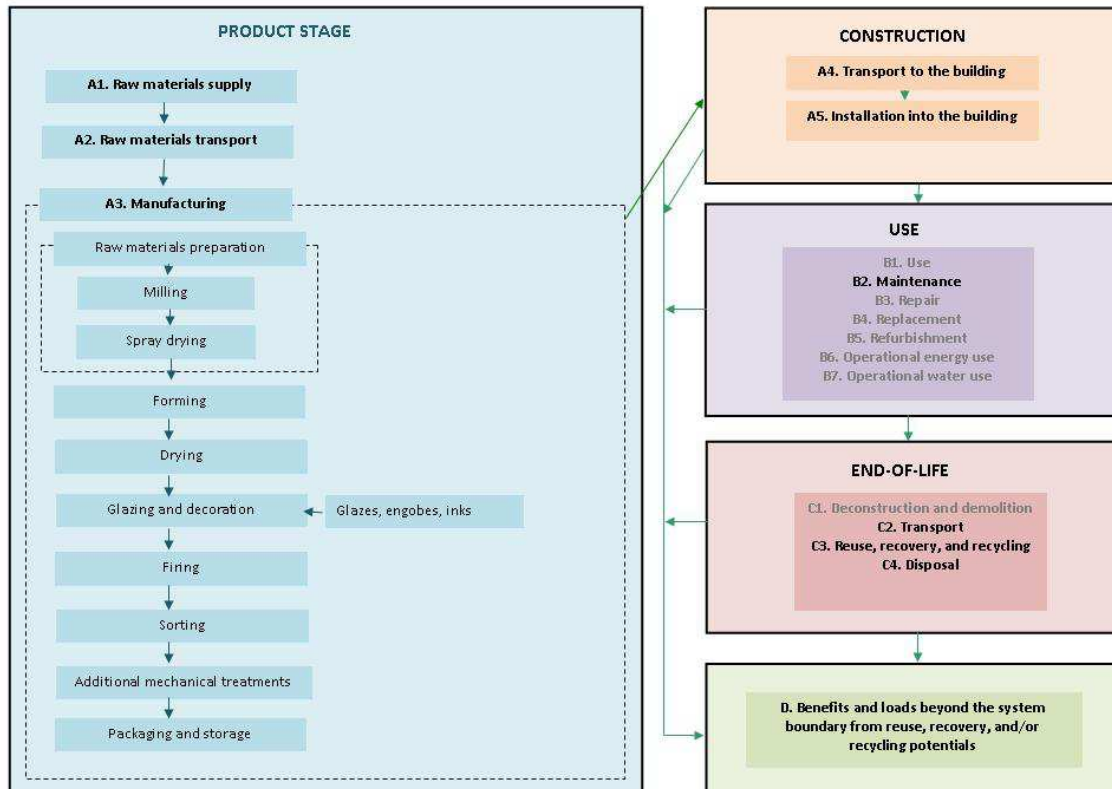 PRODUCT STAGE
A1. Raw materials supply
A2. Raw materials transport
A3. Manufacturing
Raw materials preparation
Milling
Spray drying
Forming
Drying
Glazing and decoration
Glazes, engobes, inks
Firing
Sorting
Additional mechanical treatments
Packaging and storage
CONSTRUCTION
A4. Transport to the building
A5. Installation into the building
USE
B1. Use
B2. Maintenance
B3. Repair
B4. Replacement
B5. Refurbishment
B6. Operational energy use
B7. Operational water use
END-OF-LIFE
C1. Deconstruction and demolition
C2. Transport
C3. Reuse, recovery, and recycling
C4. Disposal
D. Benefits and loads beyond the system
boundary from reuse, recovery, and/or
recycling potentials